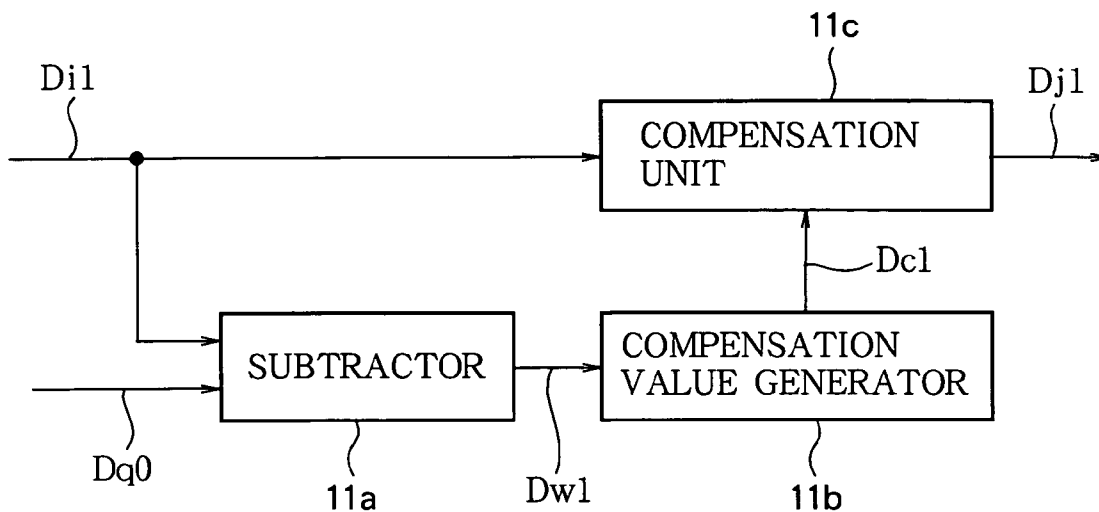 11c
Di1
Dj1
COMPENSATION
UNIT
Dc1
SUBTRACTOR
COMPENSATION
VALUE GENERATOR
Dq0
11a
Dw1
11b